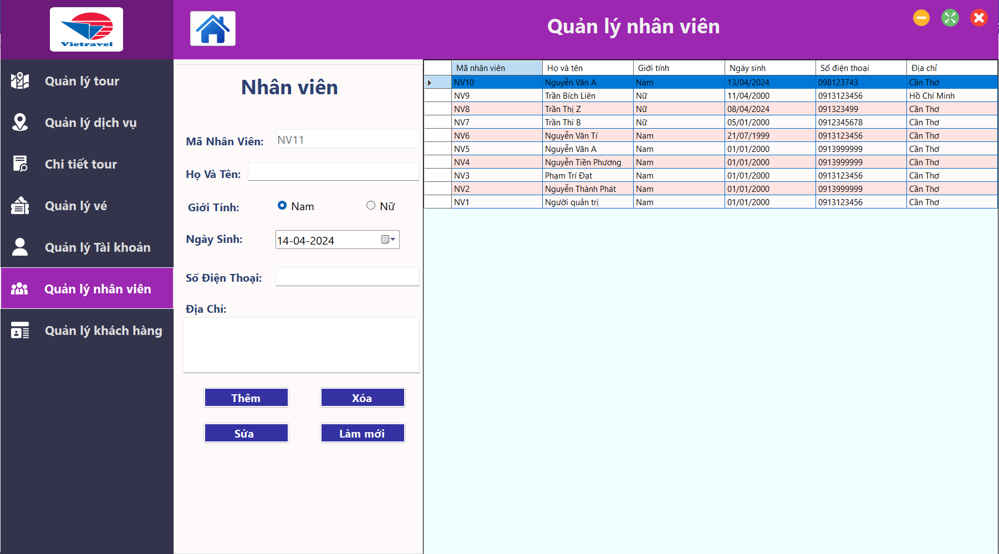 Vietravel
Quản lý nhân viên
Quản lý tour
Quản lý dịch vụ
Chi tiết tour
Quản lý vé
Quản lý Tài khoản
Quản lý nhân viên
Quản lý khách hàng
Nhân viên
Mã Nhân Viên: NV11
Họ Và Tên:
Giới Tính: Nam Nữ
Ngày Sinh: 14-04-2024
Số Điện Thoại:
Địa Chỉ:
Thêm Xóa
Sửa Làm mới
Mã nhân viên Họ và tên Giới tính Ngày sinh Số điện thoại Địa chỉ
NV10 Nguyễn Văn A Nam 13/04/2024 098123743 Cần Thơ
NV9 Trần Bích Liên Nữ 11/04/2000 0913123456 Hồ Chí Minh
NV8 Trần Thị Z Nữ 08/04/2024 091323499 Cần Thơ
NV7 Trần Thi B Nữ 05/01/2000 0912345678 Cần Thơ
NV6 Nguyễn Văn Tí Nam 21/07/1999 0913123456 Cần Thơ
NV5 Nguyễn Văn A Nam 01/01/2000 0913999999 Cần Thơ
NV4 Nguyễn Tiền Phương Nam 01/01/2000 0913999999 Cần Thơ
NV3 Phạm Trí Đạt Nam 01/01/2000 0913123456 Cần Thơ
NV2 Nguyễn Thành Phát Nam 01/01/2000 0913999999 Cần Thơ
NV1 Người quản trị Nam 01/01/2000 0913123456 Cần Thơ